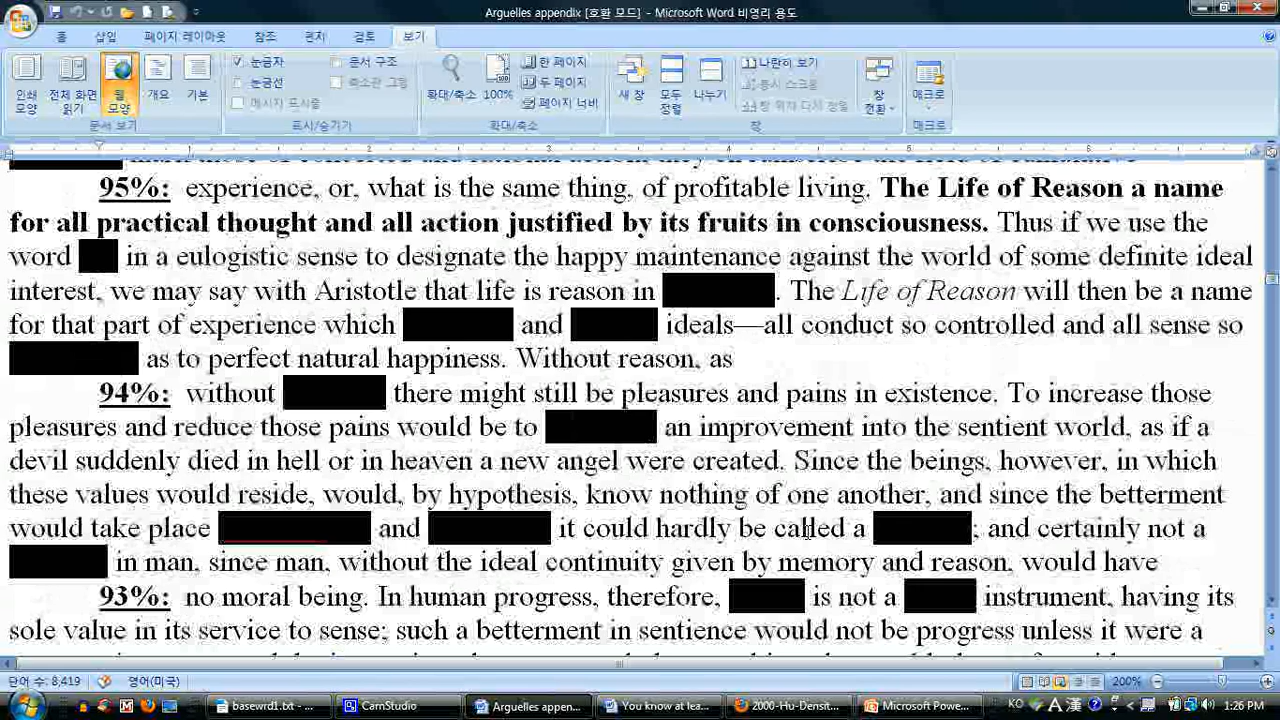 Arguelles appendix [호환 모드] - Microsoft Word 비영리 용도
홈 삽입 페이지 레이아웃 참조 편지 검토 보기
인쇄 모양 전체 화면 읽기 웹 모양 개요 기본
문서 보기
눈금자 문서 구조
눈금선 축소판 그림
메시지 표시줄
표시/숨기기
확대/축소 100% 한 페이지
두 페이지
페이지 너비
확대/축소
새 창 모두 정렬 나누기 나란히 보기
동시 스크롤
창 위치 다시 정렬
창 전환
창
매크로
매크로
95%: experience, or, what is the same thing, of profitable living. The Life of Reason a name
for all practical thought and all action justified by its fruits in consciousness. Thus if we use the
word in a eulogistic sense to designate the happy maintenance against the world of some definite ideal
interest, we may say with Aristotle that life is reason in . The Life of Reason will then be a name
for that part of experience which and ideals—all conduct so controlled and all sense so
as to perfect natural happiness. Without reason, as
94%: without there might still be pleasures and pains in existence. To increase those
pleasures and reduce those pains would be to an improvement into the sentient world, as if a
devil suddenly died in hell or in heaven a new angel were created. Since the beings, however, in which
these values would reside, would, by hypothesis, know nothing of one another, and since the betterment
would take place and it could hardly be called a ; and certainly not a
in man, since man, without the ideal continuity given by memory and reason, would have
93%: no moral being. In human progress, therefore, is not a instrument, having its
sole value in its service to sense; such a betterment in sentience would not be progress unless it were a
단어 수: 8,419 영어(미국) 200%
basewrd1.txt - ... CamStudio Arguelles appen... You know at lea... 2000-Hu-Densit... Microsoft Powe... KO A 漢 1:26 PM